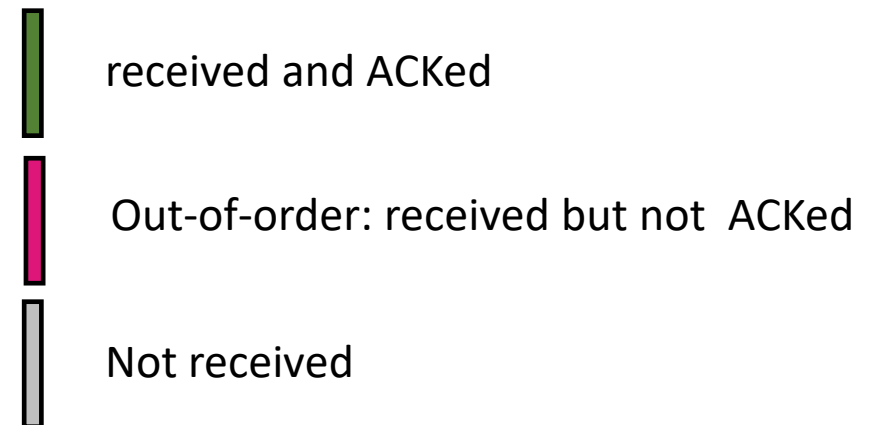 received and ACKed
Out-of-order: received but not ACKed
Not received